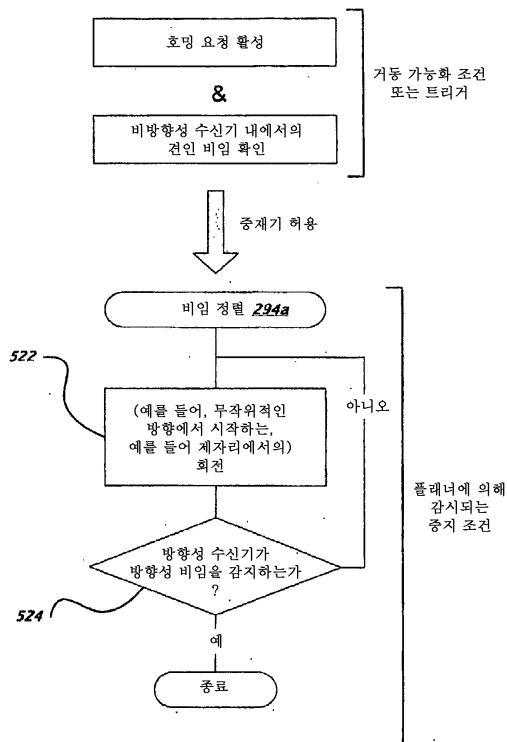 호밍 요청 활성
&
비방향성 수신기 내에서의
견인 비임 확인
거동 가능화 조건
또는 트리거
중재기 허용
비임 정렬 294a
522
(예를 들어, 무작위적인
방향에서 시작하는,
예를 들어 제자리에서의)
회전
아니오
플래너에 의해
감시되는
중지 조건
방향성 수신기가
방향성 비임을 감지하는가
?
524
예
종료